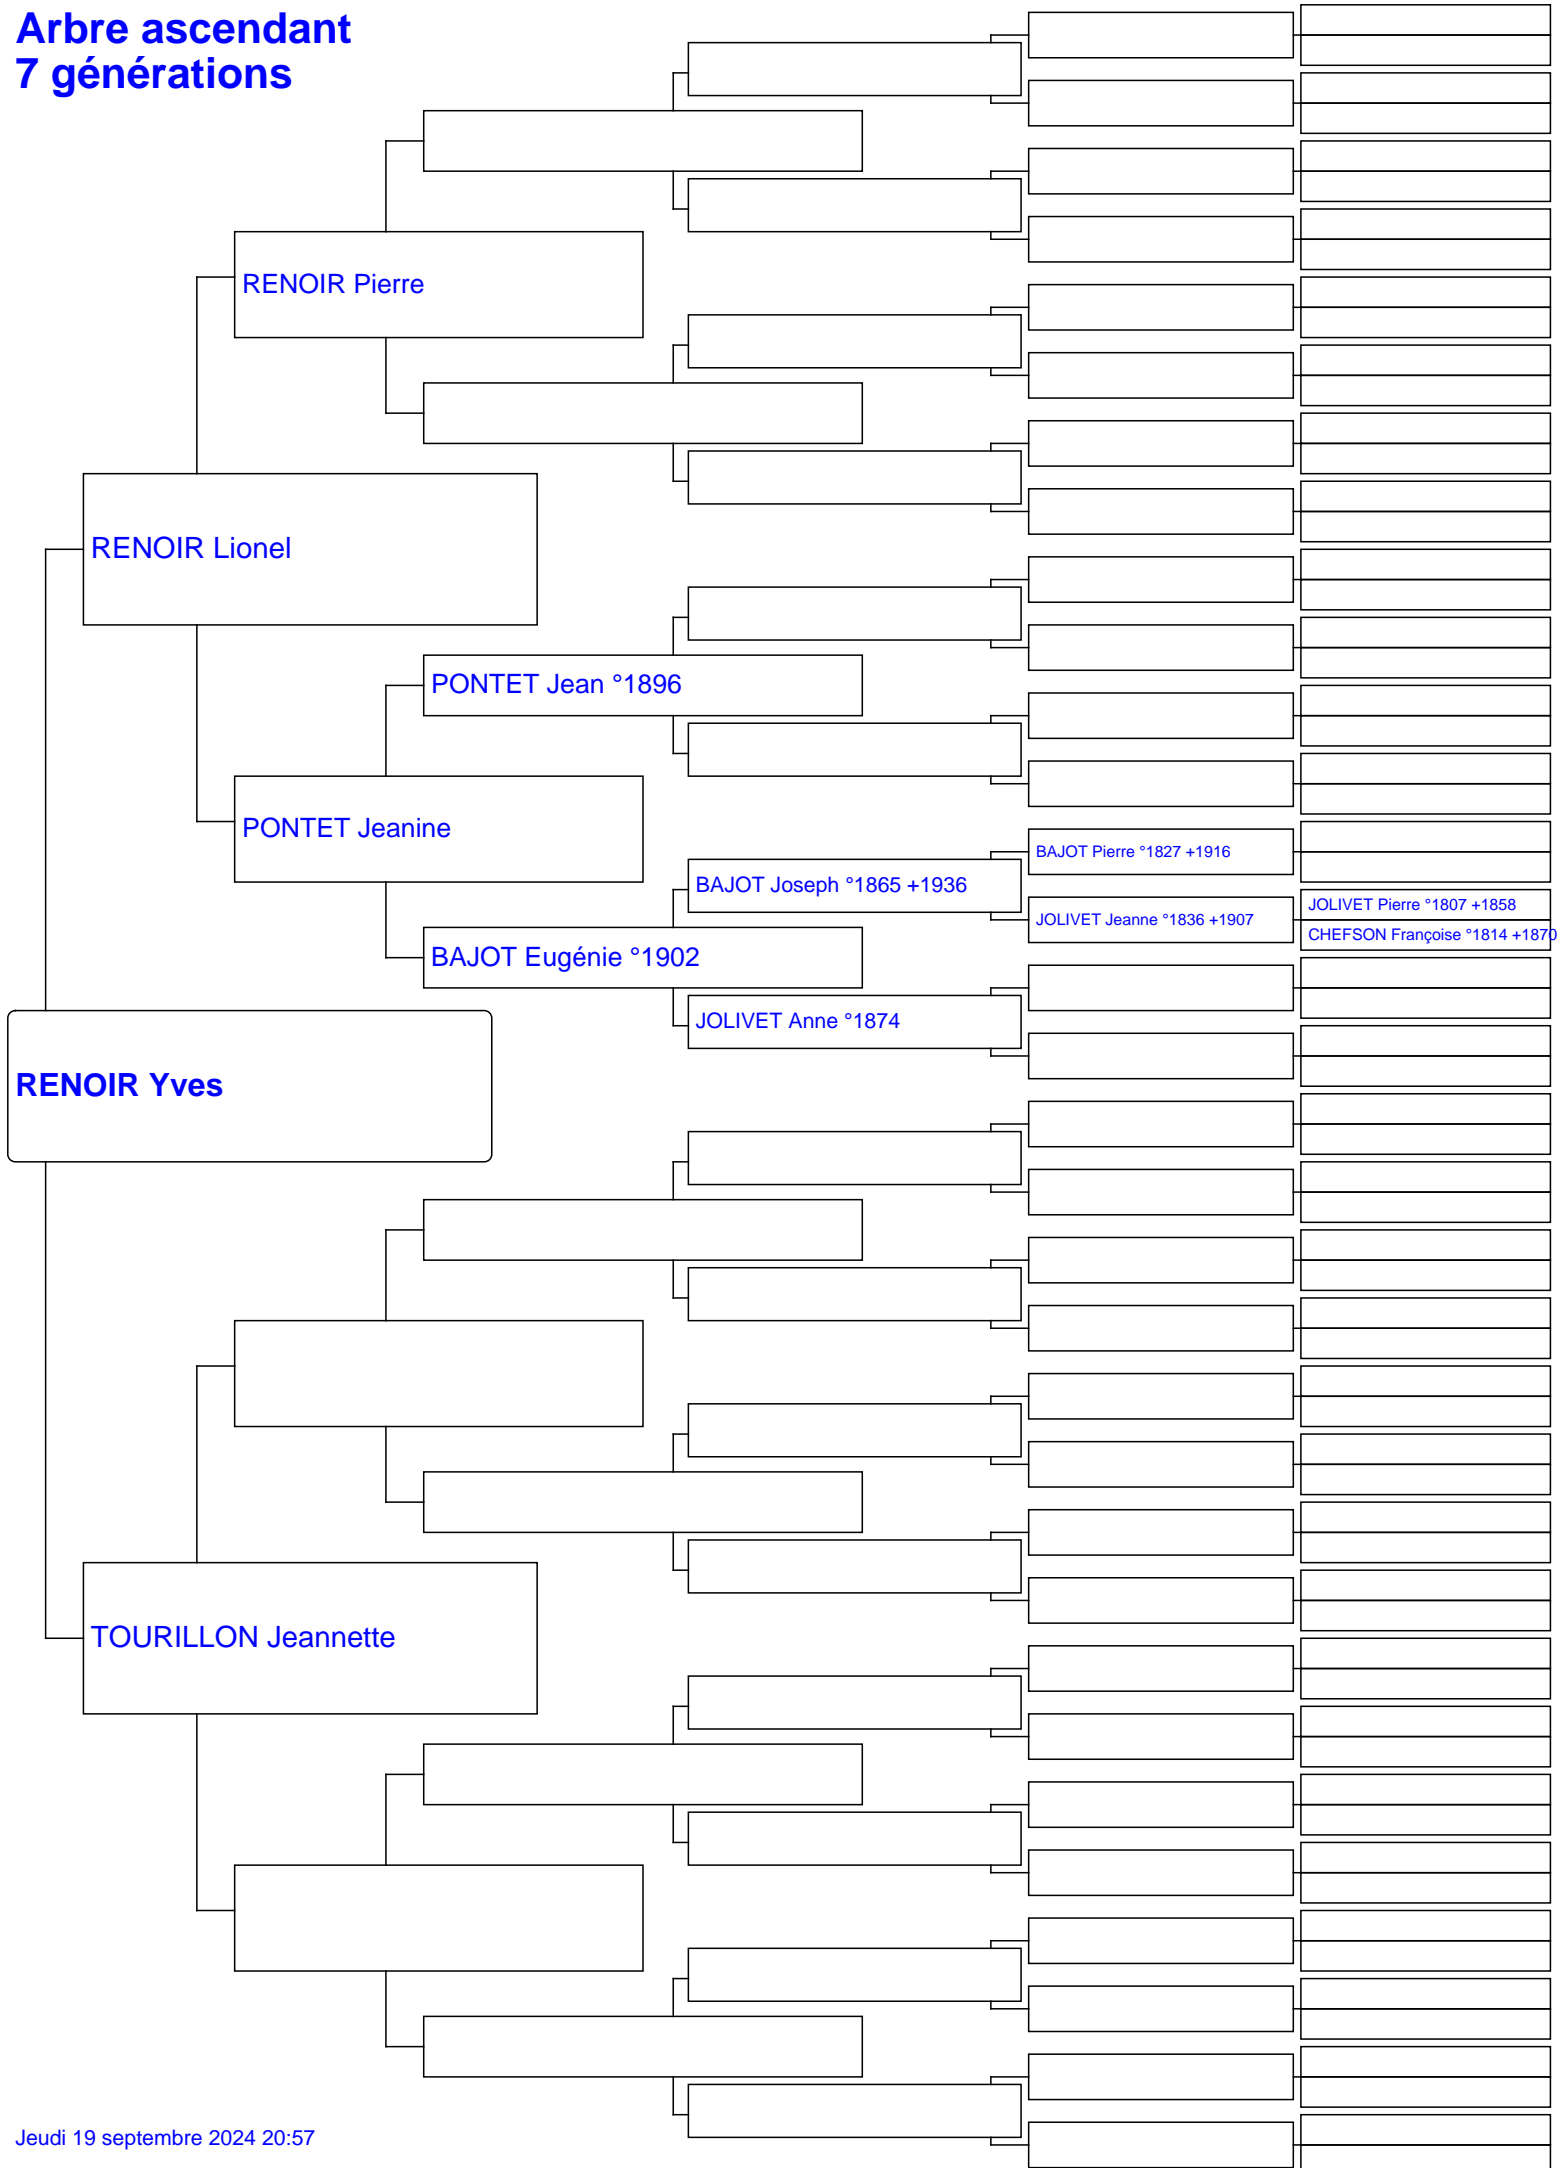 Arbre ascendant
7 générations
RENOIR Pierre
RENOIR Lionel
PONTET Jean °1896
PONTET Jeanine
BAJOT Pierre °1827 +1916
BAJOT Joseph °1865 +1936
JOLIVET Pierre °1807 +1858
JOLIVET Jeanne °1836 +1907
CHEFSON Françoise °1814 +1870
BAJOT Eugénie °1902
JOLIVET Anne °1874
RENOIR Yves
TOURILLON Jeannette
Jeudi 19 septembre 2024 20:57